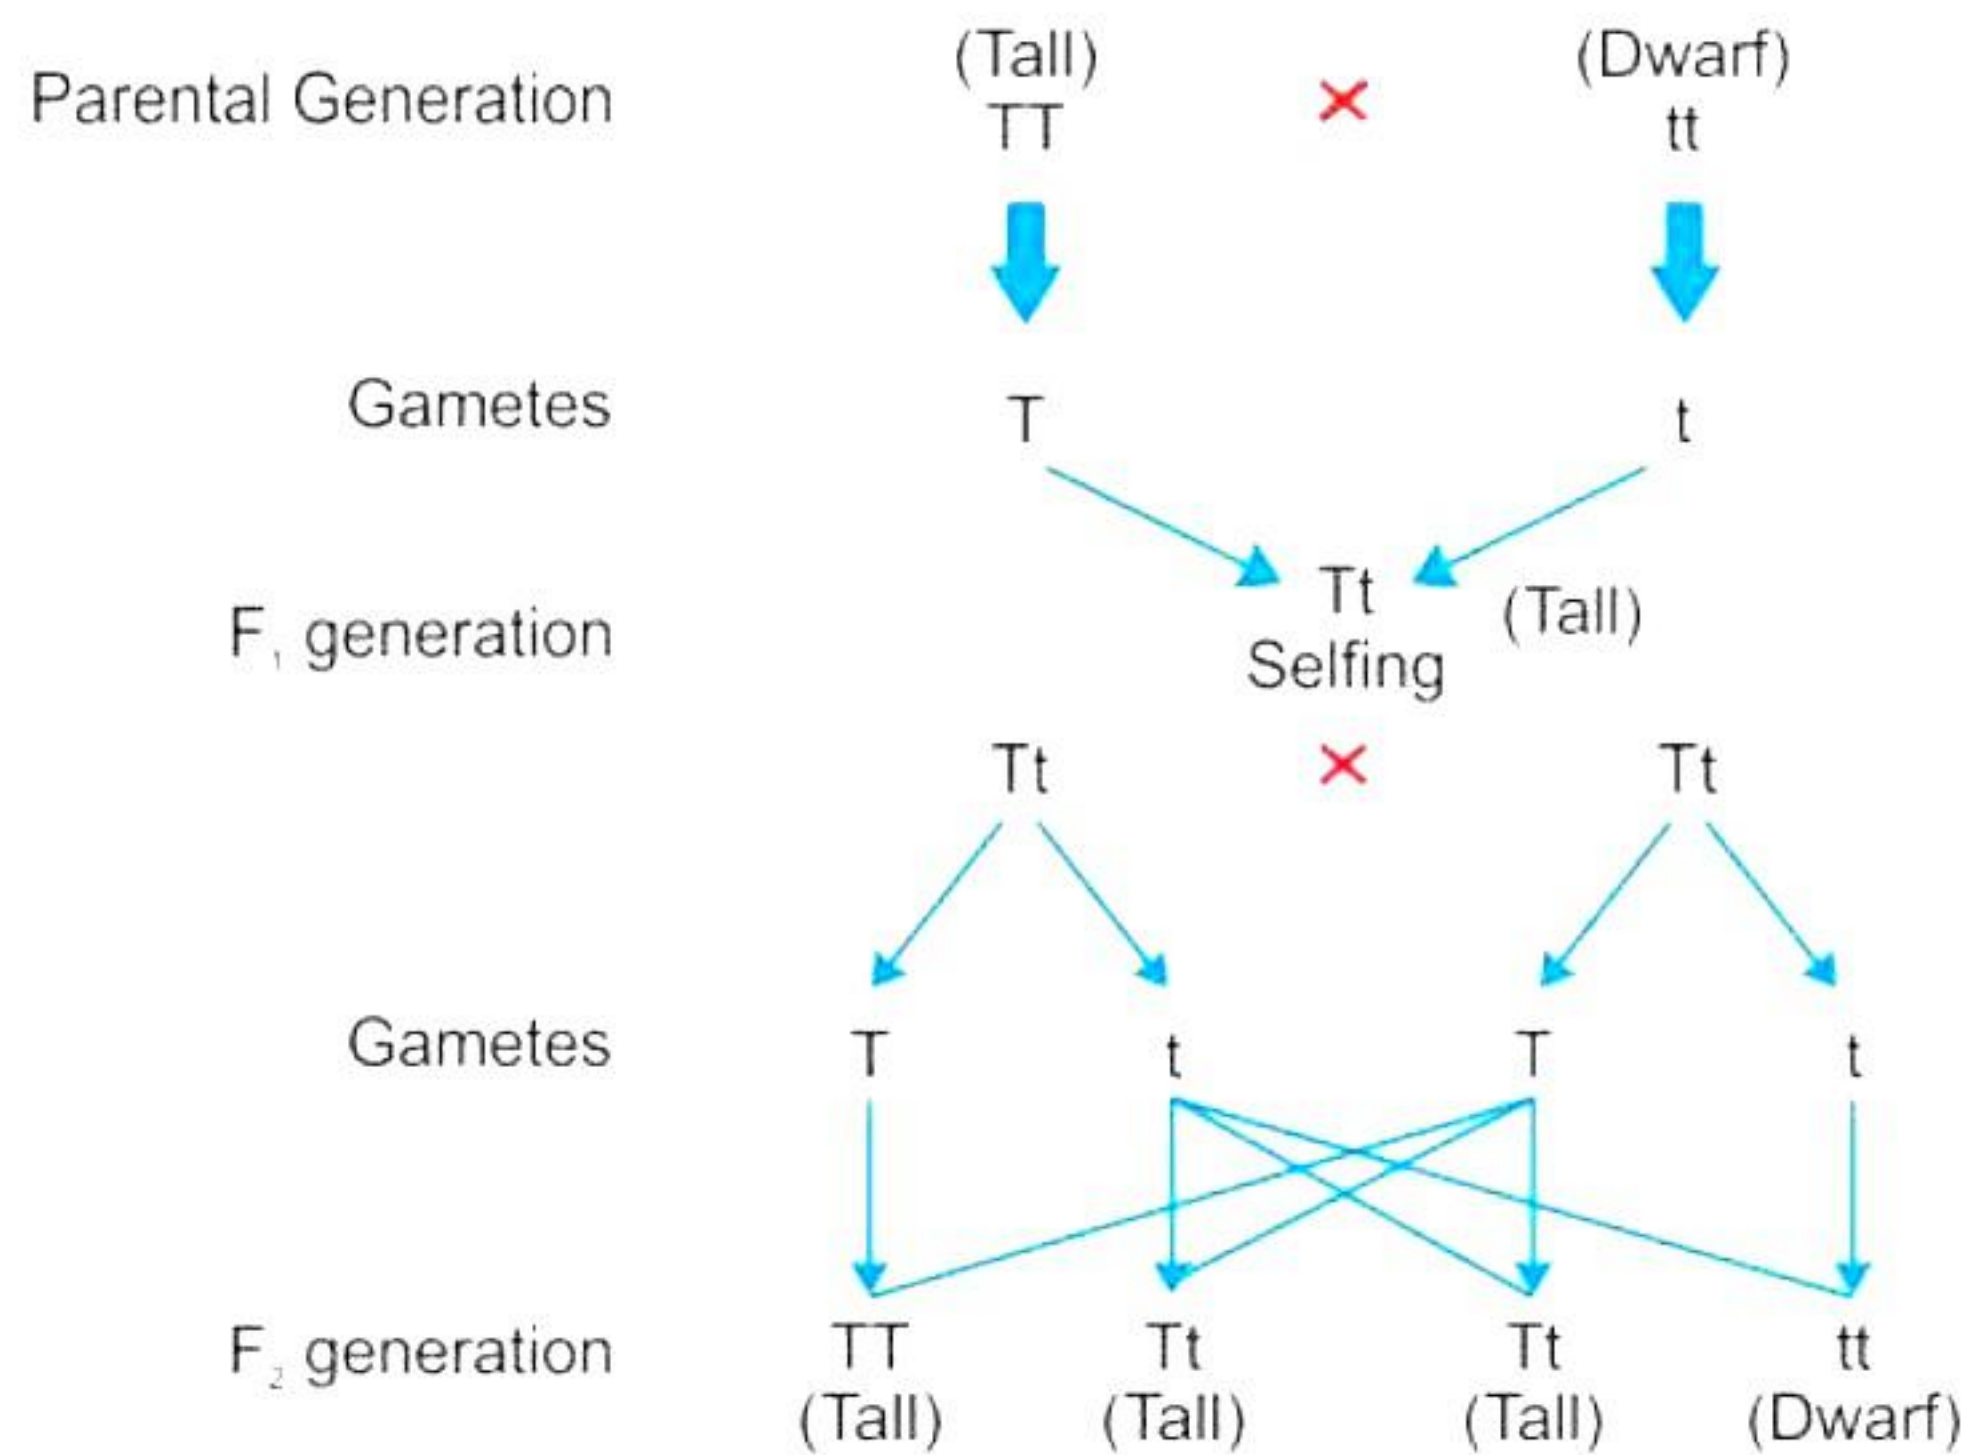 (Tall) (Dwarf)
Parental Generation × 
TT tt
Gametes T t
Tt
F₁ generation (Tall)
Selfing
Tt × Tt
Gametes T t T t
F₂ generation TT Tt Tt tt
(Tall) (Tall) (Tall) (Dwarf)